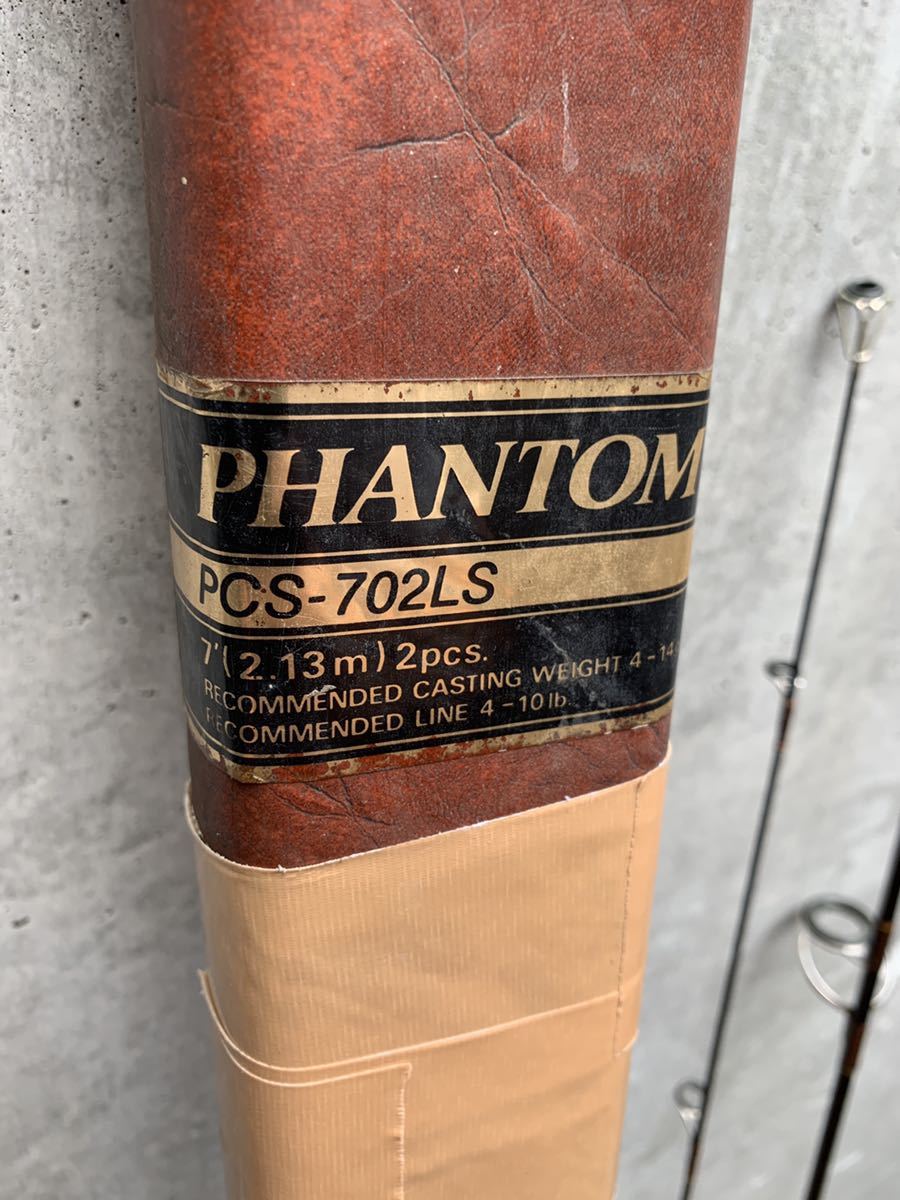 PHANTOM
PCS-702LS
7'(2.13m) 2pcs.
RECOMMENDED CASTING WEIGHT 4-14
RECOMMENDED LINE 4-10lb.